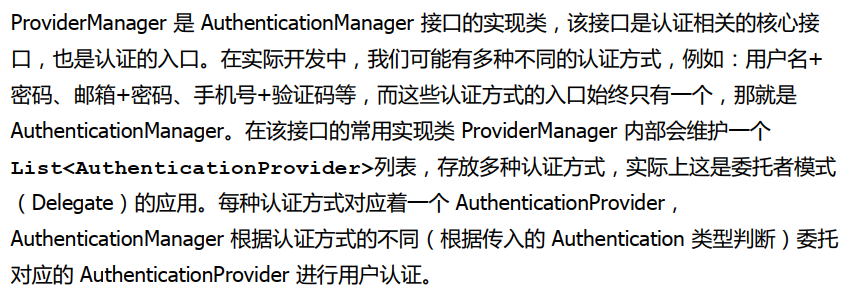 ProviderManager 是 AuthenticationManager 接口的实现类，该接口是认证相关的核心接
口，也是认证的入口。在实际开发中，我们可能有多种不同的认证方式，例如：用户名+
密码、邮箱+密码、手机号+验证码等，而这些认证方式的入口始终只有一个，那就是
AuthenticationManager。在该接口的常用实现类 ProviderManager 内部会维护一个
List<AuthenticationProvider>列表，存放多种认证方式，实际上这是委托者模式
（Delegate）的应用。每种认证方式对应着一个 AuthenticationProvider，
AuthenticationManager 根据认证方式的不同（根据传入的 Authentication 类型判断）委托
对应的 AuthenticationProvider 进行用户认证。